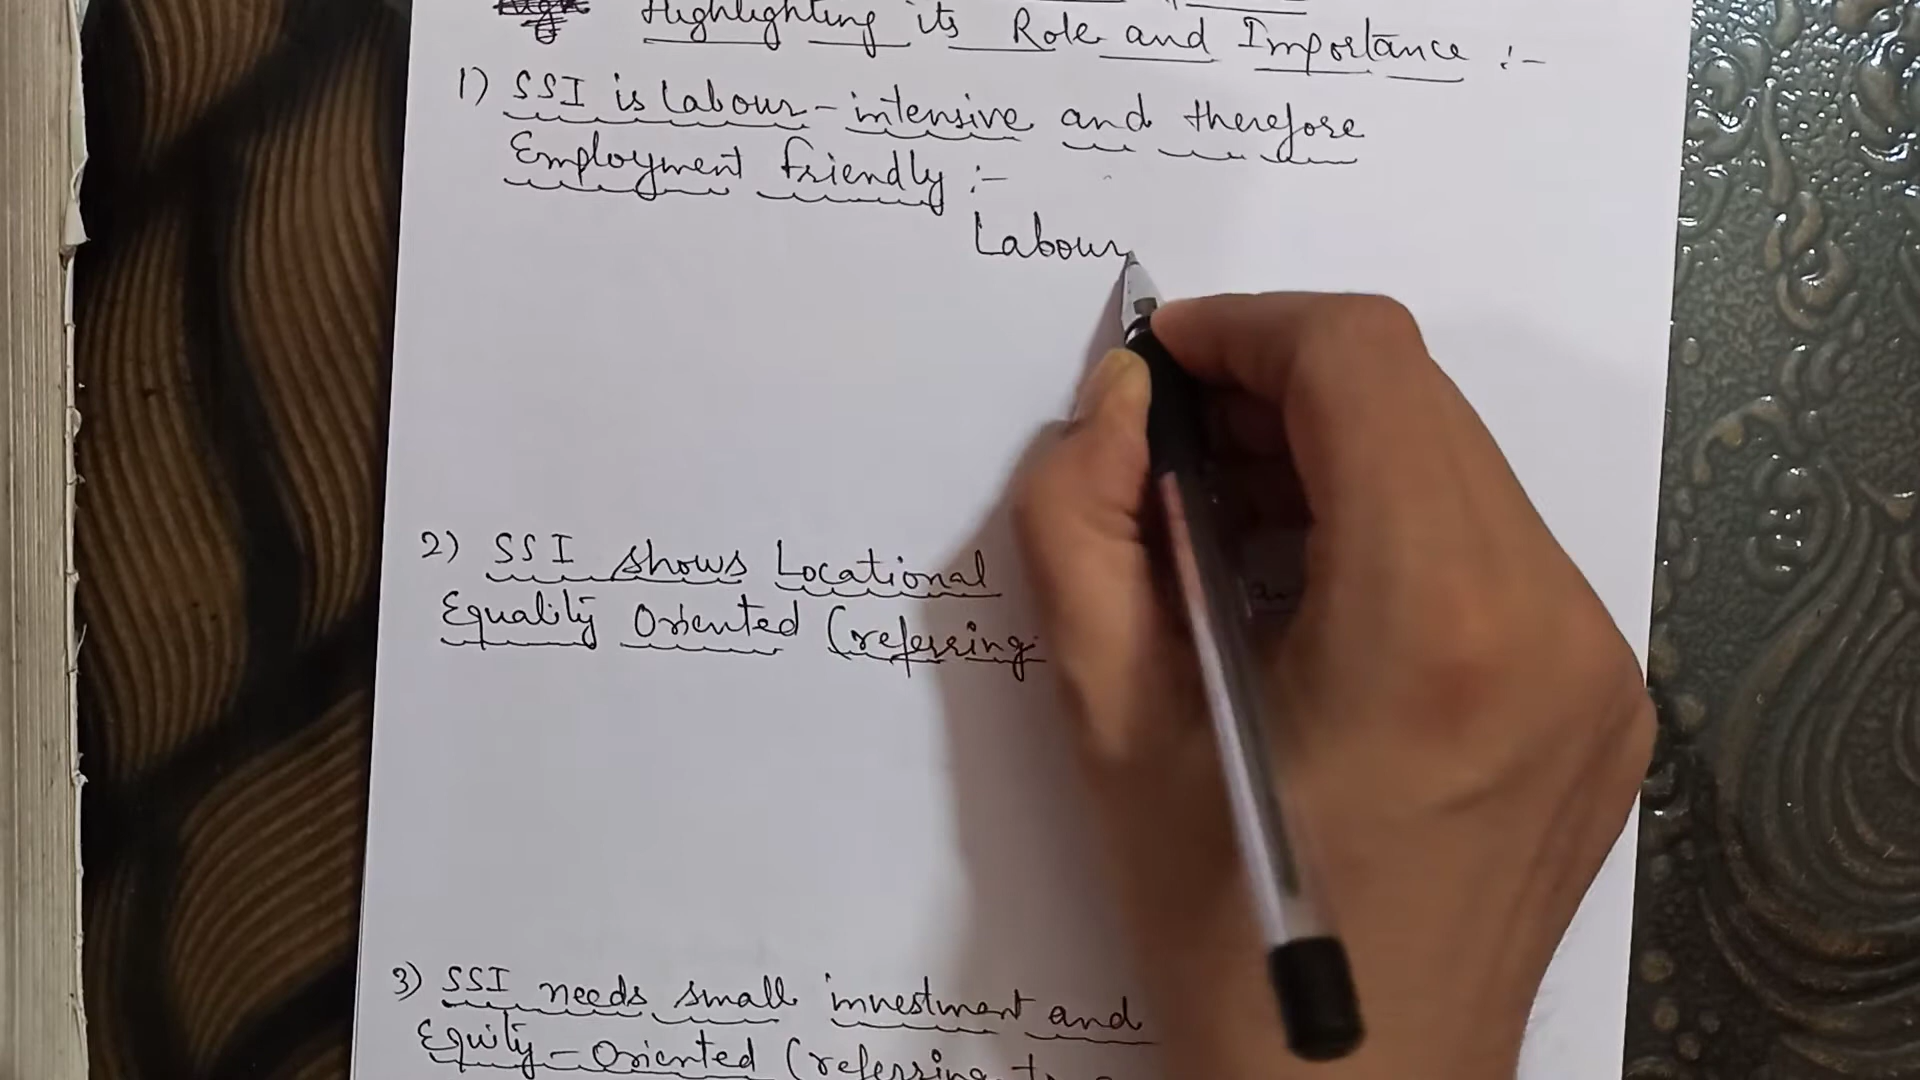 Highlighting its Role and Importance :-
1) SSI is Labour-intensive and therefore
Employment friendly :-
Labour
2) SSI shows Locational
Equality Oriented (referring
3) SSI needs small investment and
Equity-Oriented (referring to